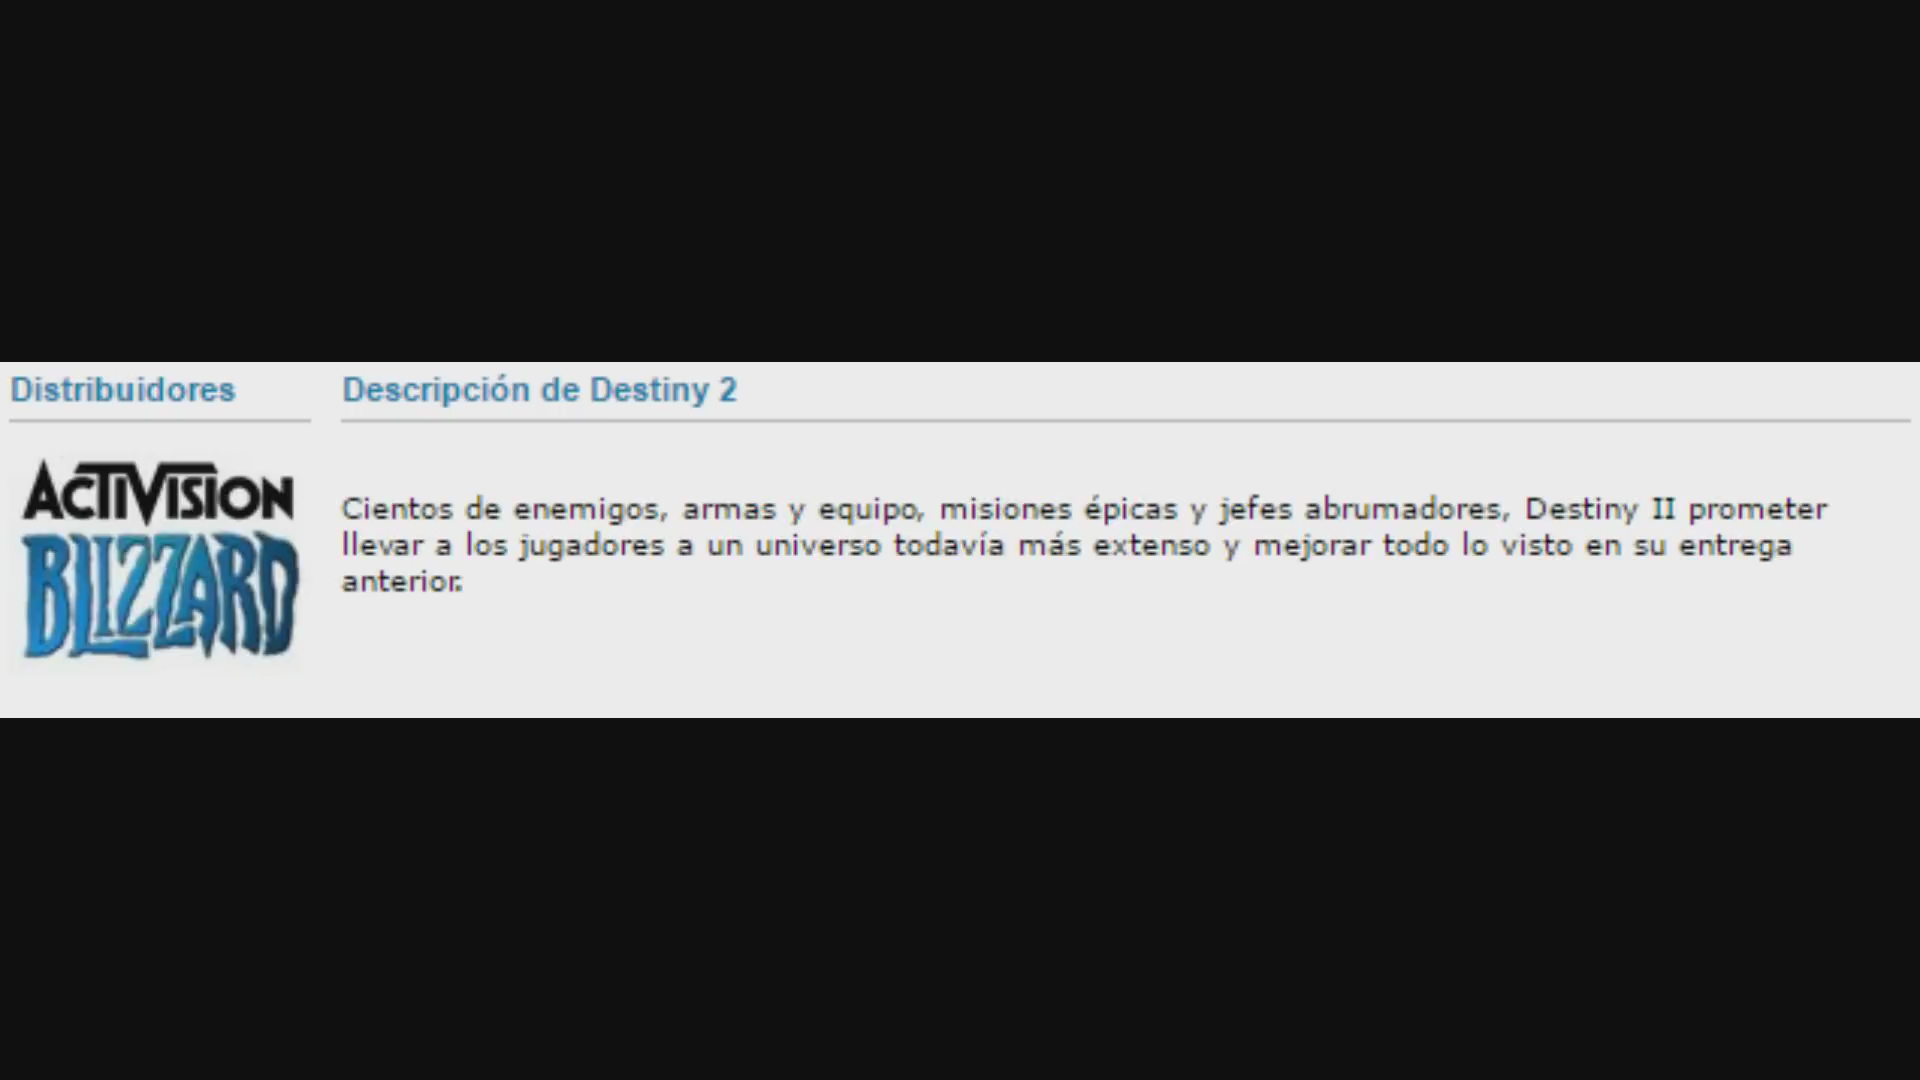 Distribuidores
Descripción de Destiny 2
ACTIVISION
BLIZZARD
Cientos de enemigos, armas y equipo, misiones épicas y jefes abrumadores, Destiny II prometer
llevar a los jugadores a un universo todavía más extenso y mejorar todo lo visto en su entrega
anterior.